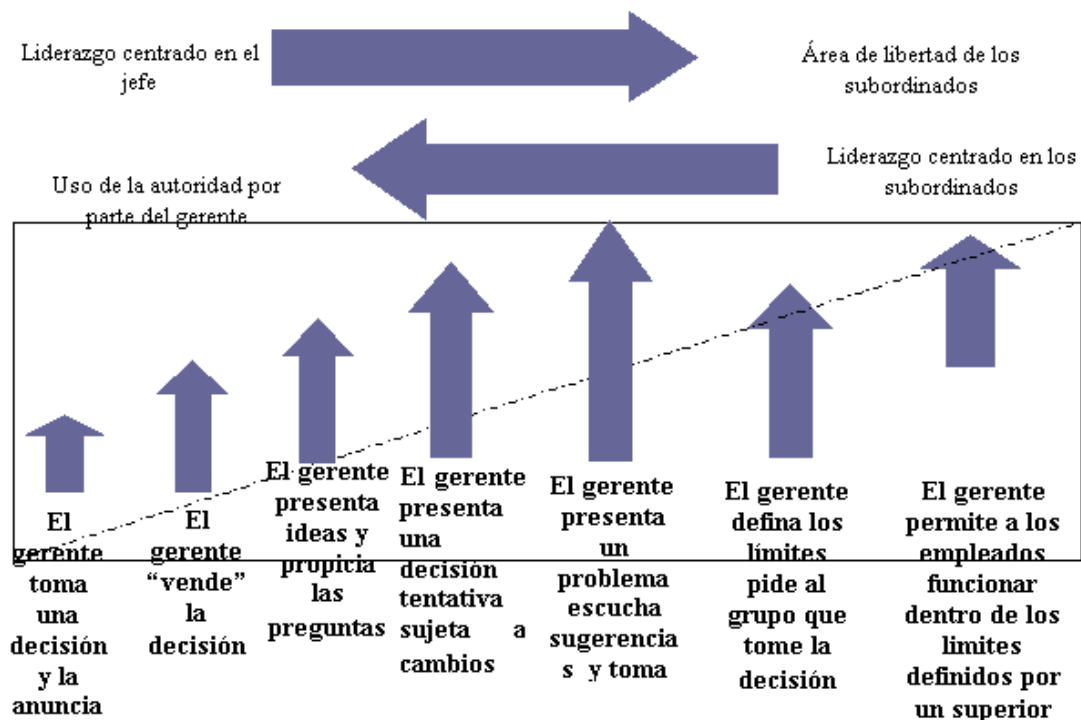 Liderazgo centrado en el
jefe
Área de libertad de los
subordinados
Uso de la autoridad por
parte del gerente
Liderazgo centrado en los
subordinados
El
gerente
toma
una
decisión
y la
anuncia
El
gerente
“vende”
la
decisión
El gerente
presenta
ideas y
propicia
las
preguntas
El gerente
presenta
una
decisión
tentativa
sujeta a
cambios
El gerente
presenta
un
problema
escucha
sugerencia
s y toma
El gerente
defina los
límites
pide al
grupo que
tome la
decisión
El gerente
permite a los
empleados
funcionar
dentro de los
limites
definidos por
un superior